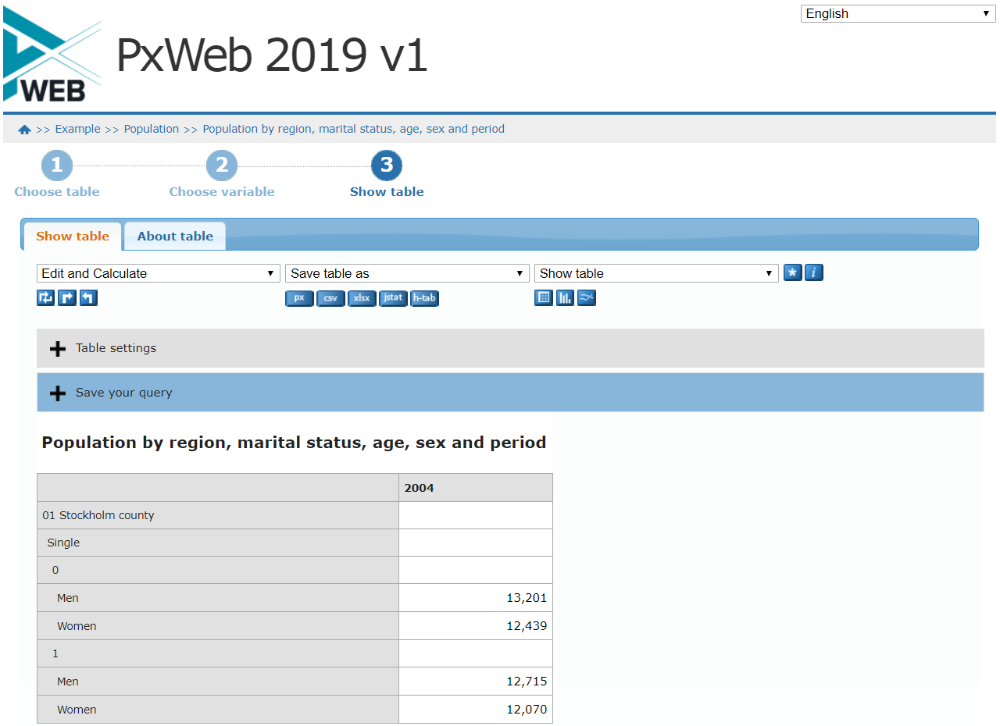 English
WEB
PxWeb 2019 v1
>> Example >> Population >> Population by region, marital status, age, sex and period
1 2 3
Choose table Choose variable Show table
Show table About table
Edit and Calculate Save table as Show table * i
px csv xlsx jstat h-tab
Table settings
Save your query
Population by region, marital status, age, sex and period
2004
01 Stockholm county
Single
0
Men 13,201
Women 12,439
1
Men 12,715
Women 12,070